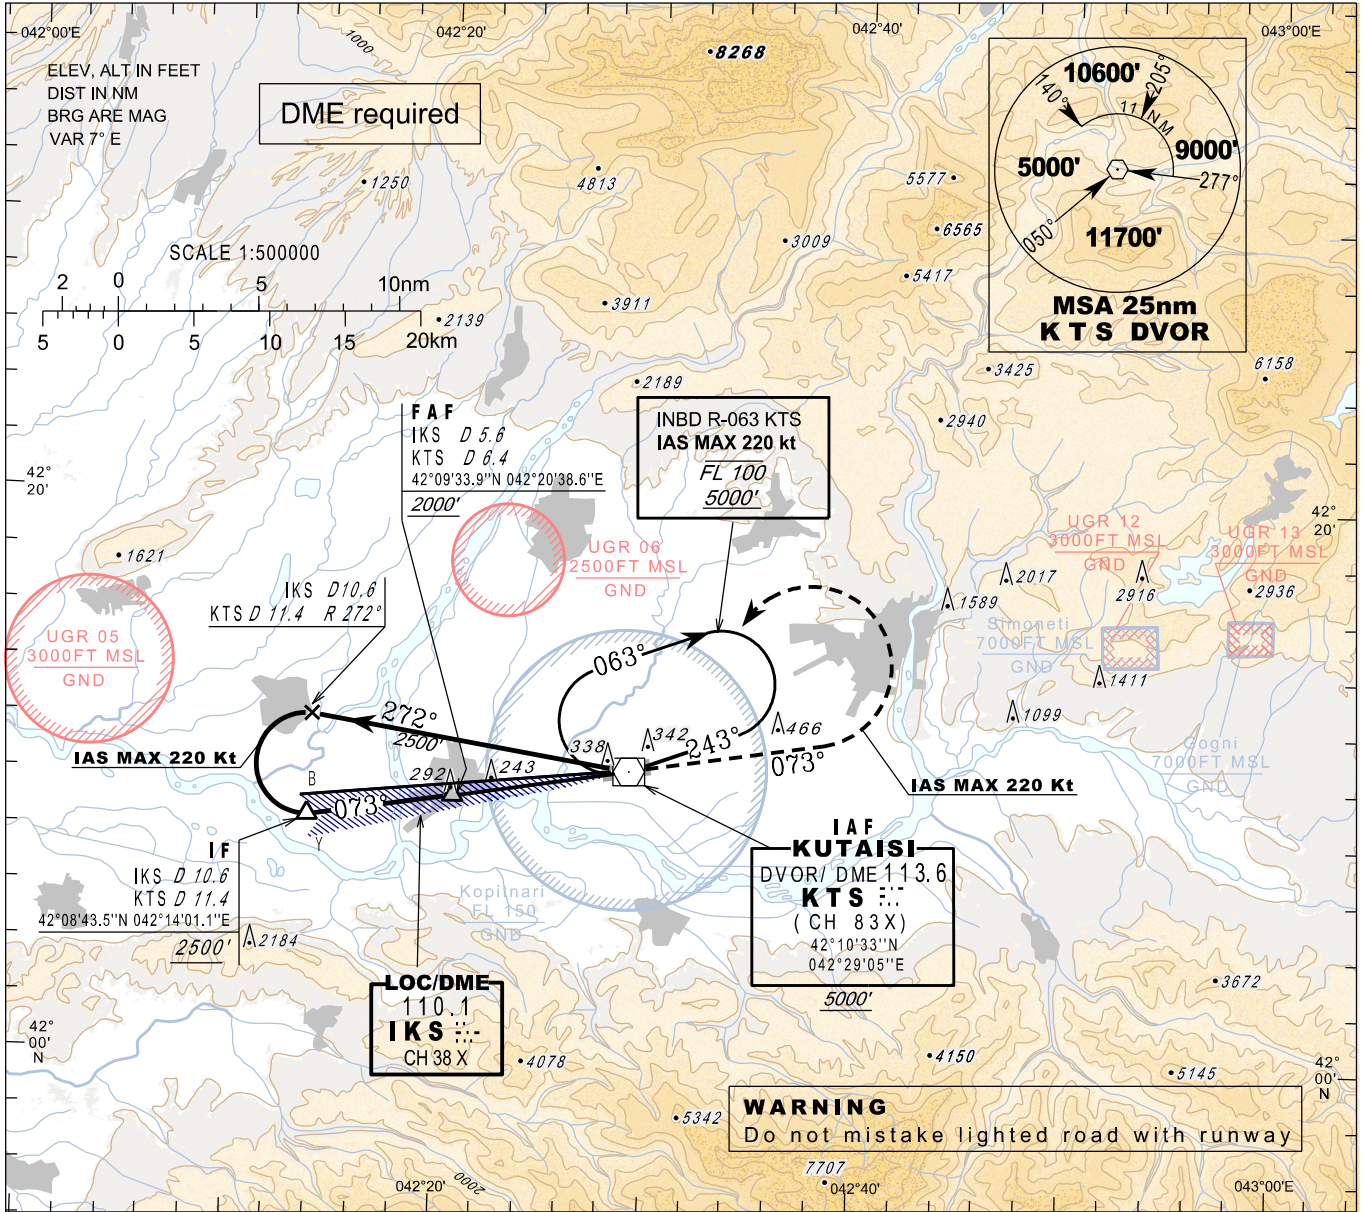 042°00'E
042°20'
042°40'
043°00'E
ELEV, ALT IN FEET
DIST IN NM
BRG ARE MAG
VAR 7° E
DME required
1000
8268
10600'
205°
140°
11 NM
9000'
5000'
277°
050°
11700'
MSA 25nm
K T S DVOR
1250
4813
5577
6565
3009
5417
3911
2139
SCALE 1:500000
2 0 5 10nm
5 0 5 10 15 20km
6158
3425
2189
2940
FAF
IKS D 5.6
KTS D 6.4
42°09'33.9"N 042°20'38.6"E
2000'
INBD R-063 KTS
IAS MAX 220 kt
FL 100
5000'
42°
20'
42°
20'
1621
UGR 06
2500FT MSL
GND
UGR 12
3000FT MSL
GND
UGR 13
3000FT MSL
GND
2017
2916
2936
1589
IKS D10.6
KTS D 11.4 R 272°
UGR 05
3000FT MSL
GND
Simoneti
7000FT MSL
GND
1411
1099
063°
272°
2500'
338
342
466
243°
073°
IAS MAX 220 Kt
292
243
B
073°
Y
IAS MAX 220 Kt
Gogni
7000FT MSL
GND
IF
IKS D 10.6
KTS D 11.4
42°08'43.5"N 042°14'01.1"E
2500'
2184
Kopitnari
FL 150
GND
IAF
KUTAISI
DVOR/ DME 113.6
KTS
(CH 83X)
42°10'33"N
042°29'05"E
5000'
LOC/DME
110.1
IKS
CH 38 X
3672
42°
00'
N
4078
4150
5145
42°
00'
N
5342
WARNING
Do not mistake lighted road with runway
7707
2000
042°20'
042°40'
043°00'E